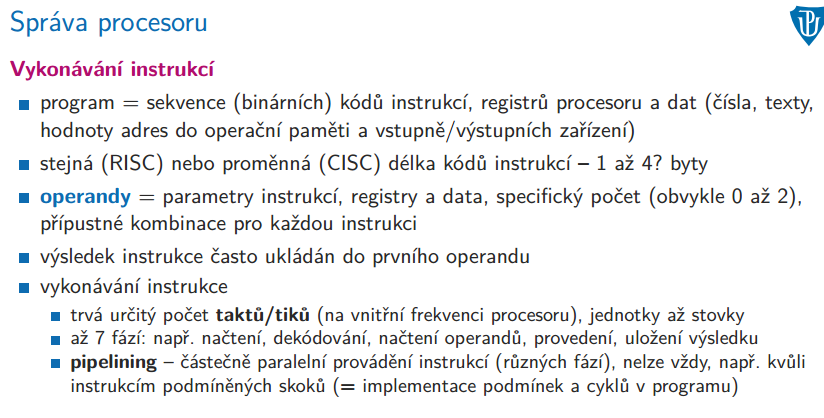 Správa procesoru
Vykonávání instrukcí
program = sekvence (binárních) kódů instrukcí, registrů procesoru a dat (čísla, texty,
hodnoty adres do operační paměti a vstupně/výstupních zařízení)
stejná (RISC) nebo proměnná (CISC) délka kódů instrukcí – 1 až 4? byty
operandy = parametry instrukcí, registry a data, specifický počet (obvykle 0 až 2),
přípustné kombinace pro každou instrukci
výsledek instrukce často ukládán do prvního operandu
vykonávání instrukce
trvá určitý počet taktů/tiků (na vnitřní frekvenci procesoru), jednotky až stovky
až 7 fází: např. načtení, dekódování, načtení operandů, provedení, uložení výsledku
pipelining – částečně paralelní provádění instrukcí (různých fází), nelze vždy, např. kvůli
instrukcím podmíněných skoků (= implementace podmínek a cyklů v programu)